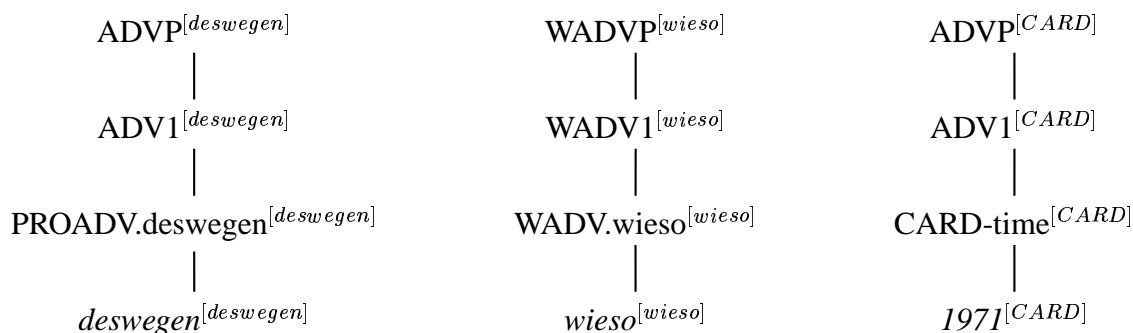 ADVP[deswegen] WADVP[wieso] ADVP[CARD]
ADV1[deswegen] WADV1[wieso] ADV1[CARD]
PROADV.deswegen[deswegen] WADV.wieso[wieso] CARD-time[CARD]
deswegen[deswegen] wieso[wieso] 1971[CARD]